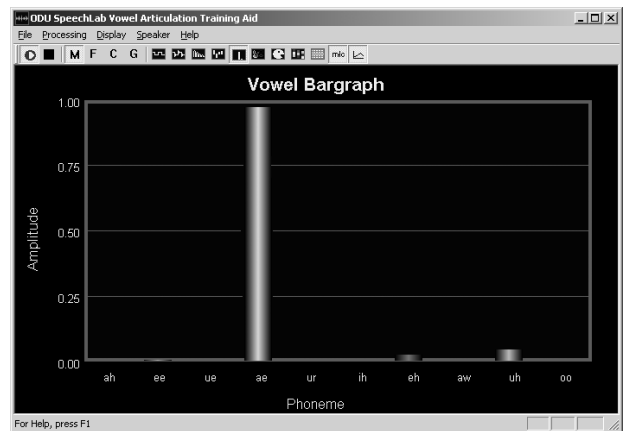 ODU SpeechLab Vowel Articulation Training Aid
File Processing Display Speaker Help
M F C G mic
Vowel Bargraph
1.00
0.75
0.50
0.25
0.00
Amplitude
ah ee ue ae ur ih eh aw uh oo
Phoneme
For Help, press F1